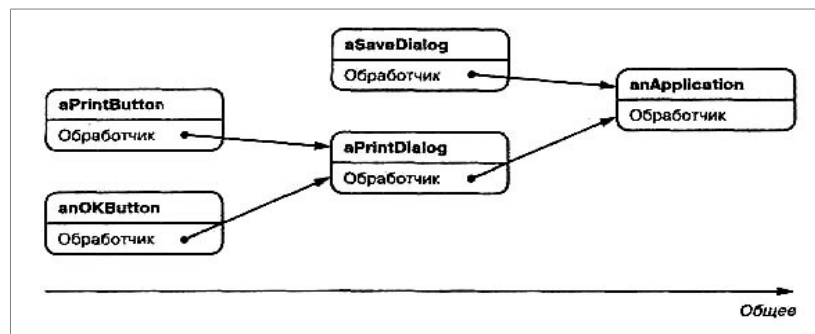 aSaveDialog
Обработчик
anApplication
Обработчик
aPrintButton
Обработчик
aPrintDialog
Обработчик
anOKButton
Обработчик
Общее